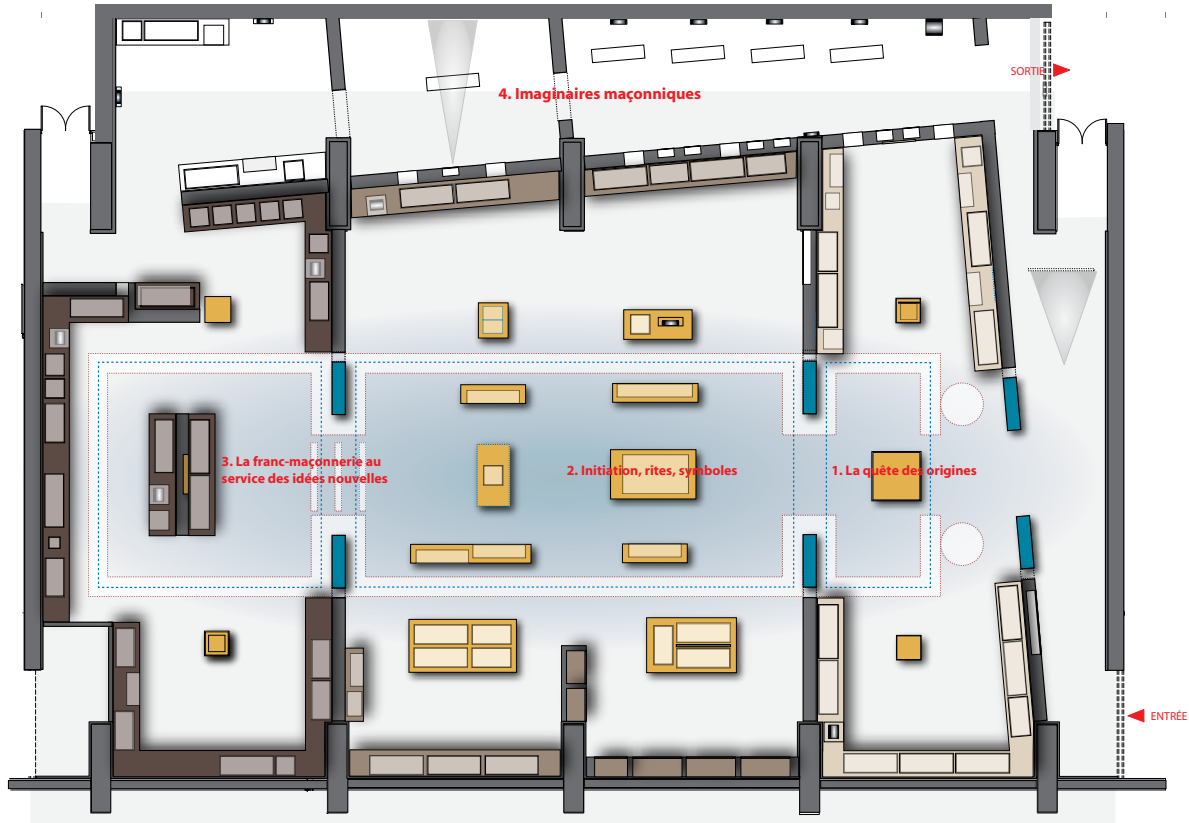 SORTIE
4. Imaginaires maçonniques
3. La franc-maçonnerie au
service des idées nouvelles
2. Initiation, rites, symboles
1. La quête des origines
ENTRÉE